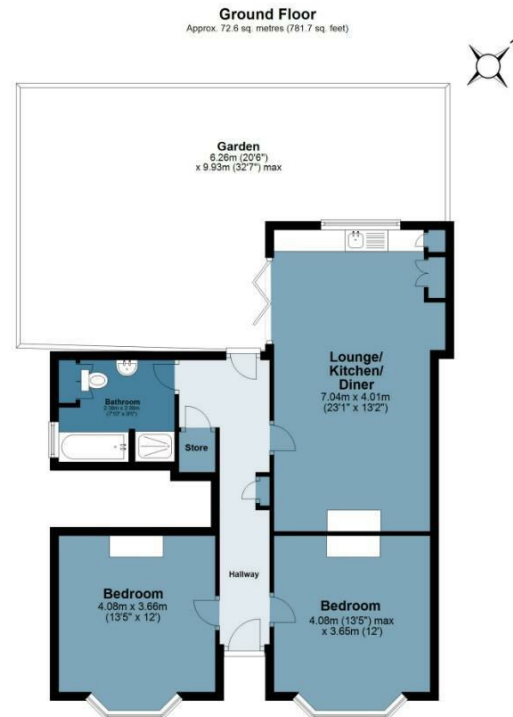 Ground Floor
Approx. 72.6 sq. metres (781.7 sq. feet)
Garden
6.26m (20'6")
x 9.93m (32'7") max
Lounge/
Kitchen/
Diner
7.04m x 4.01m
(23'1" x 13'2")
Bathroom
Store
Hallway
Bedroom
4.08m x 3.66m
(13'5" x 12')
Bedroom
4.08m (13'5") max
x 3.65m (12')